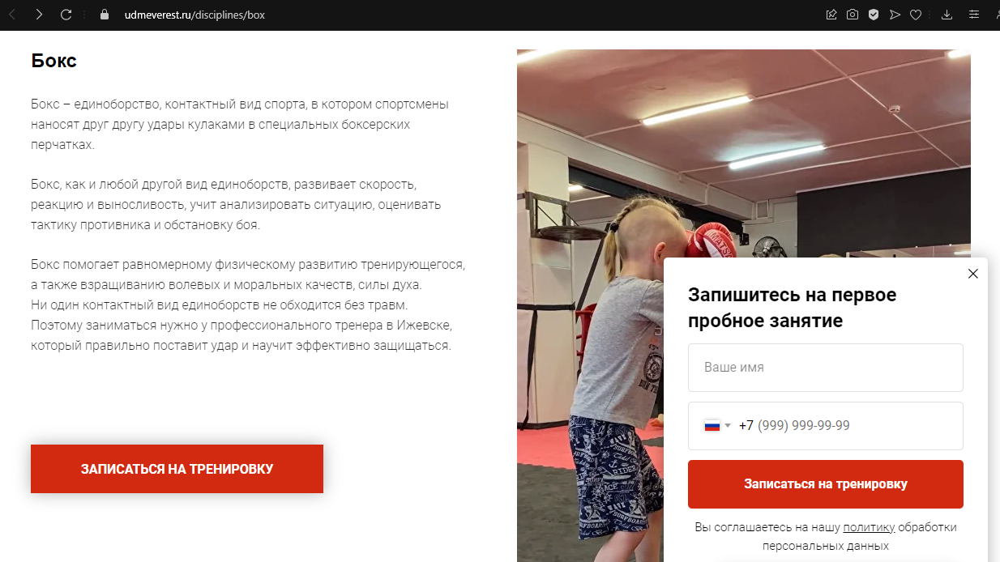 udmeverest.ru/disciplines/box
Бокс
Бокс – единоборство, контактный вид спорта, в котором спортсмены
наносят друг другу удары кулаками в специальных боксерских
перчатках.
Бокс, как и любой другой вид единоборств, развивает скорость,
реакцию и выносливость, учит анализировать ситуацию, оценивать
тактику противника и обстановку боя.
Бокс помогает равномерному физическому развитию тренирующегося,
а также взращиванию волевых и моральных качеств, силы духа.
Ни один контактный вид единоборств не обходится без травм.
Поэтому заниматься нужно у профессионального тренера в Ижевске,
который правильно поставит удар и научит эффективно защищаться.
ЗАПИСАТЬСЯ НА ТРЕНИРОВКУ
Запишитесь на первое
пробное занятие
Ваше имя
+7 (999) 999-99-99
Записаться на тренировку
Вы соглашаетесь на нашу политику обработки
персональных данных